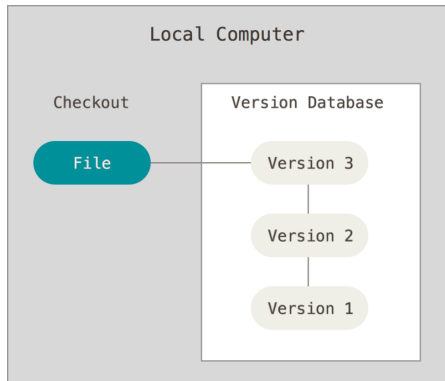 Local Computer
Checkout
Version Database
File
Version 3
Version 2
Version 1